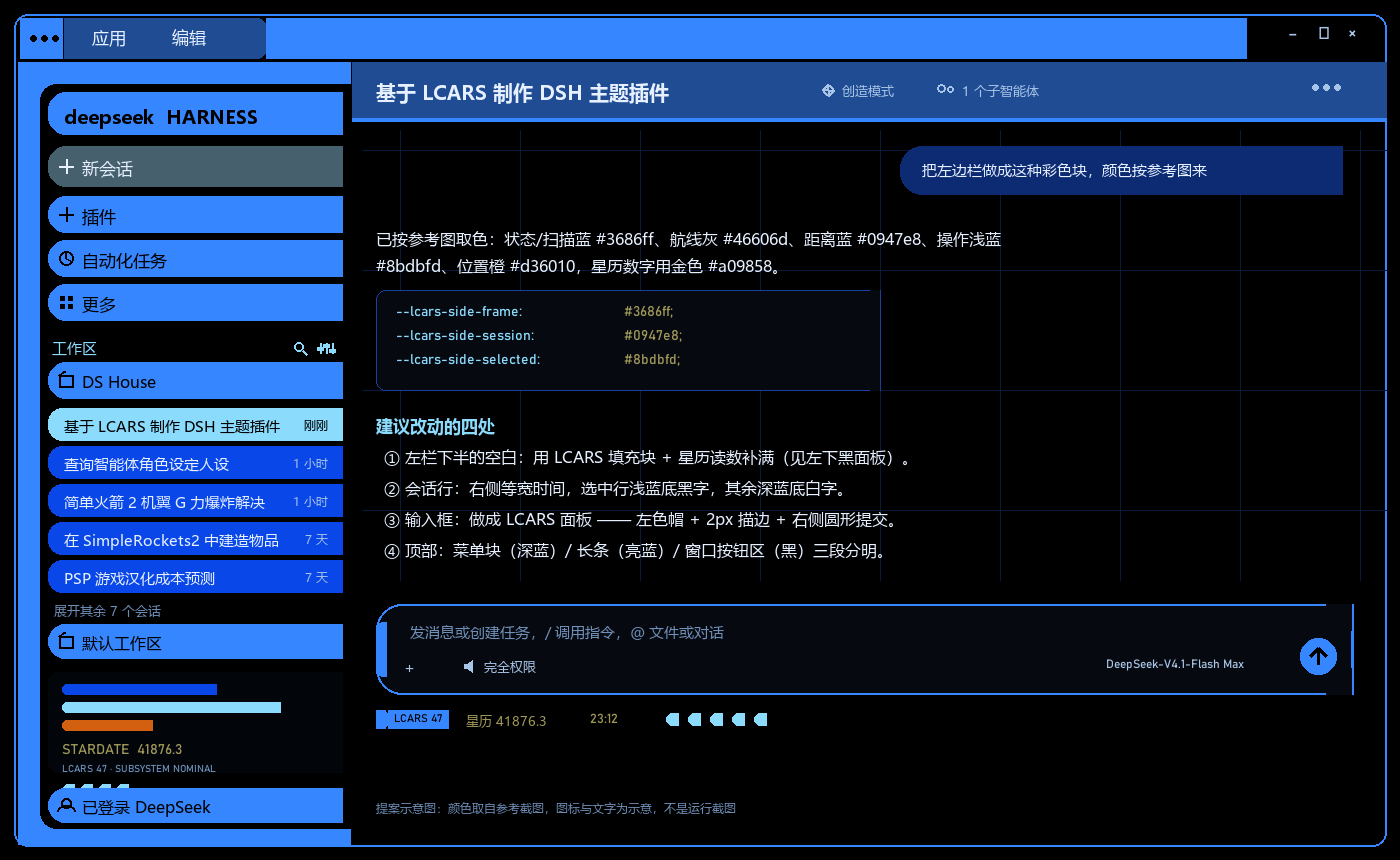 应用 编辑
deepseek HARNESS
新会话
插件
自动化任务
更多
工作区
DS House
基于 LCARS 制作 DSH 主题插件 刚刚
查询智能体角色设定人设 1 小时
简单火箭 2 机翼 G 力爆炸解决 1 小时
在 SimpleRockets2 中建造物品 7 天
PSP 游戏汉化成本预测 7 天
展开其余 7 个会话
默认工作区
STARDATE 41876.3
LCARS 47 · SUBSYSTEM NOMINAL
已登录 DeepSeek
基于 LCARS 制作 DSH 主题插件 创造模式 1 个子智能体
把左边栏做成这种彩色块，颜色按参考图来
已按参考图取色：状态/扫描蓝 #3686ff、航线灰 #46606d、距离蓝 #0947e8、操作浅蓝
#8bdbfd、位置橙 #d36010，星历数字用金色 #a09858。
--lcars-side-frame: #3686ff;
--lcars-side-session: #0947e8;
--lcars-side-selected: #8bdbfd;
建议改动的四处
① 左栏下半的空白：用 LCARS 填充块 + 星历读数补满（见左下黑面板）。
② 会话行：右侧等宽时间，选中行浅蓝底黑字，其余深蓝底白字。
③ 输入框：做成 LCARS 面板 —— 左色帽 + 2px 描边 + 右侧圆形提交。
④ 顶部：菜单块（深蓝）/ 长条（亮蓝）/ 窗口按钮区（黑）三段分明。
发消息或创建任务，/ 调用指令，@ 文件或对话
+ 完全权限 DeepSeek-V4.1-Flash Max
LCARS 47 星历 41876.3 23:12
提案示意图：颜色取自参考截图，图标与文字为示意，不是运行截图